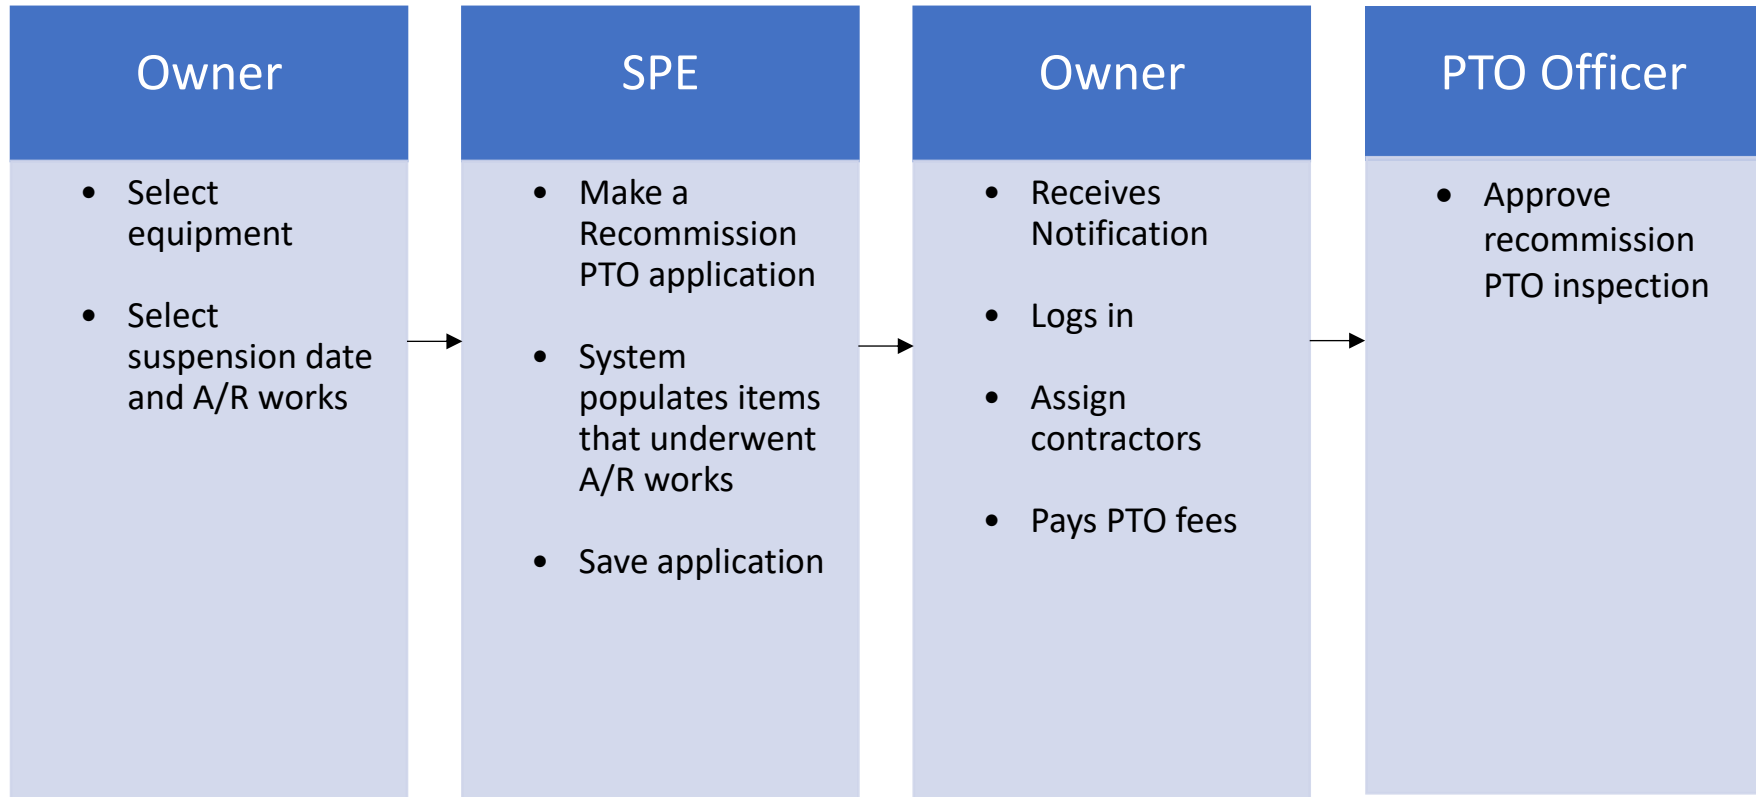 Owner
• Select
equipment
• Select
suspension date
and A/R works
SPE
• Make a
Recommission
PTO application
• System
populates items
that underwent
A/R works
• Save application
Owner
• Receives
Notification
• Logs in
• Assign
contractors
• Pays PTO fees
PTO Officer
• Approve
recommission
PTO inspection